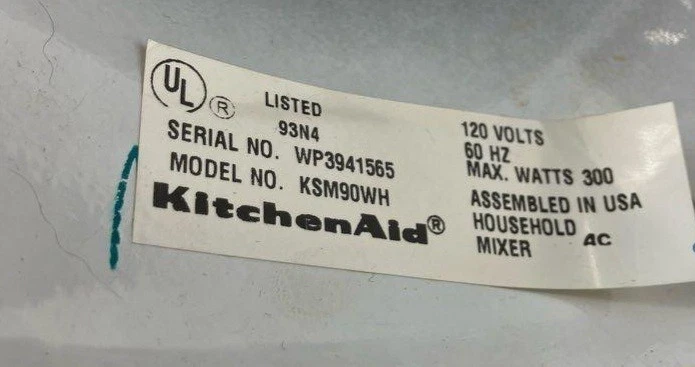 UL ® LISTED
93N4
SERIAL NO. WP3941565
MODEL NO. KSM90WH
KitchenAid®
120 VOLTS
60 HZ
MAX. WATTS 300
ASSEMBLED IN USA
HOUSEHOLD
MIXER AC